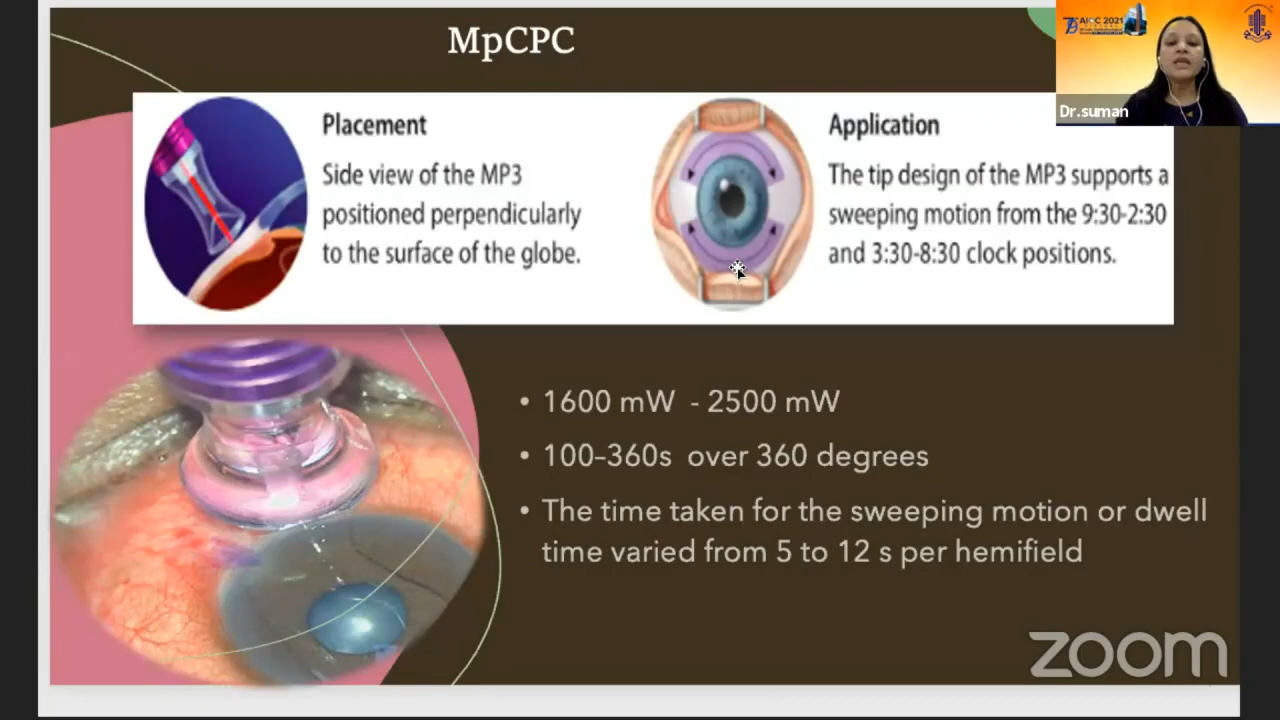 MpCPC
AIOC 2021
Dr.suman
Placement
Side view of the MP3
positioned perpendicularly
to the surface of the globe.
Application
The tip design of the MP3 supports a
sweeping motion from the 9:30-2:30
and 3:30-8:30 clock positions.
• 1600 mW - 2500 mW
• 100–360s over 360 degrees
• The time taken for the sweeping motion or dwell
time varied from 5 to 12 s per hemifield
zoom